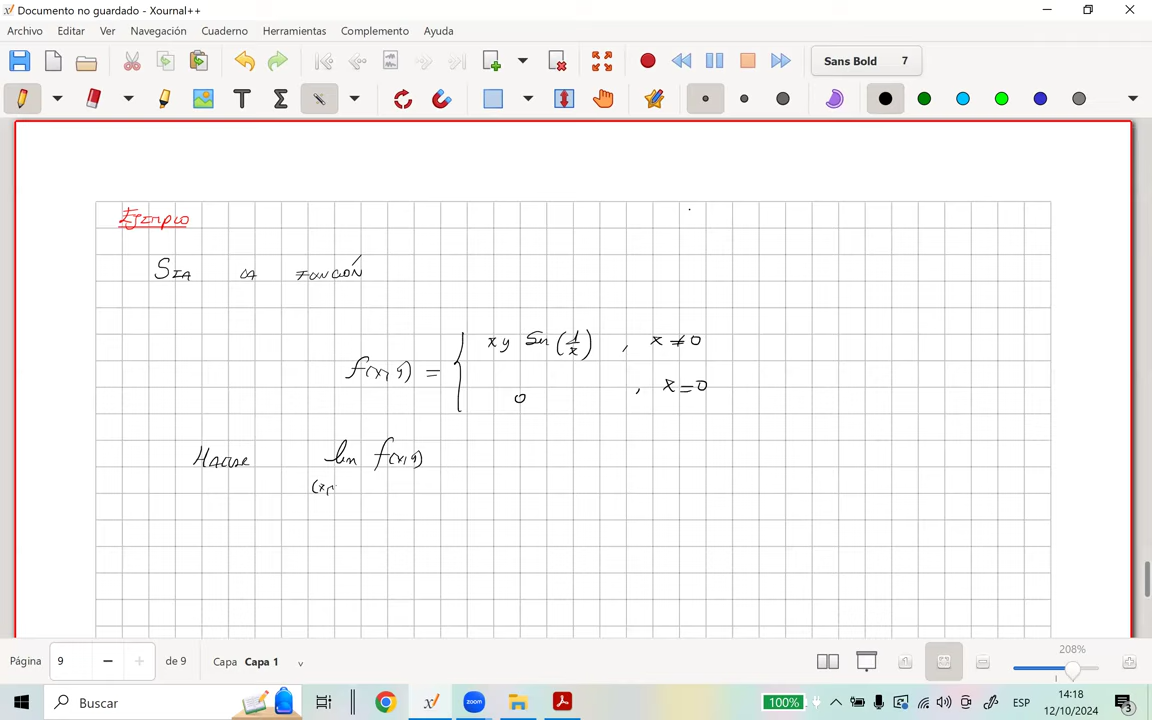 Documento no guardado - Xournal++
Archivo Editar Ver Navegación Cuaderno Herramientas Complemento Ayuda
Sans Bold 7
Ejemplo
SEA LA FUNCIÓN
f(x,y) = { xy Sen (1/x) , x ≠ 0
0 , x = 0
HALLAR lim f(x,y)
(x,
Página 9 de 9 Capa Capa 1 208%
Buscar 100% ESP 14:18
12/10/2024 3